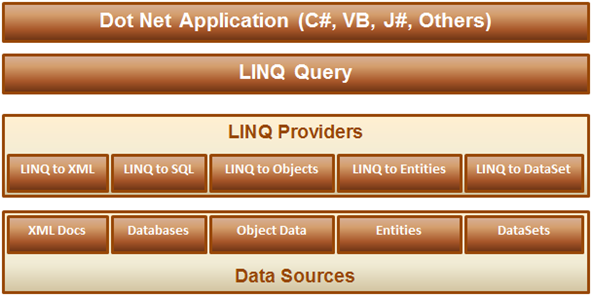 Dot Net Application (C#, VB, J#, Others)
LINQ Query
LINQ Providers
LINQ to XML LINQ to SQL LINQ to Objects LINQ to Entities LINQ to DataSet
XML Docs Databases Object Data Entities DataSets
Data Sources